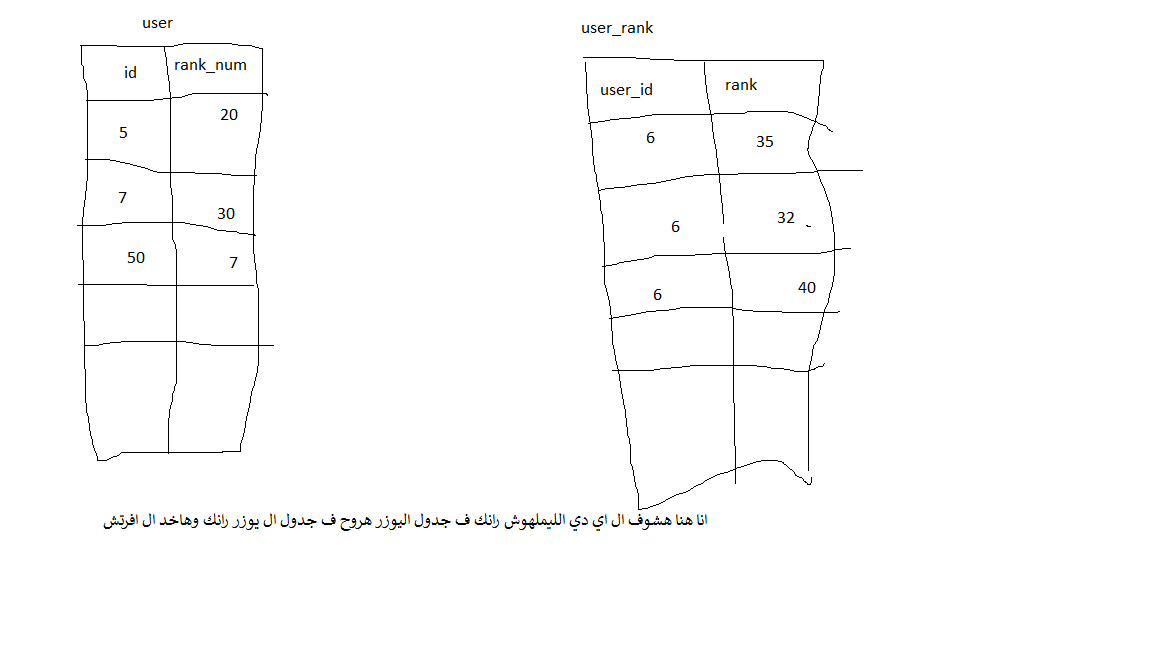 user
user_rank
id rank_num
user_id rank
5 20
6 35
7 30
6 32
50 7
6 40
انا هنا هشوف ال اي دي الليملهوش رانك ف جدول اليوزر هروح ف جدول ال يوزر رانك وهاخد ال افرتش